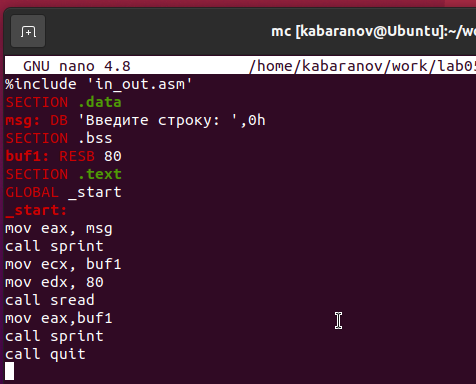 mc [kabaranov@Ubuntu]:~/wo
GNU nano 4.8 /home/kabaranov/work/lab05
%include 'in_out.asm'
SECTION .data
msg: DB 'Введите строку: ',0h
SECTION .bss
buf1: RESB 80
SECTION .text
GLOBAL _start
_start:
mov eax, msg
call sprint
mov ecx, buf1
mov edx, 80
call sread
mov eax,buf1
call sprint
call quit